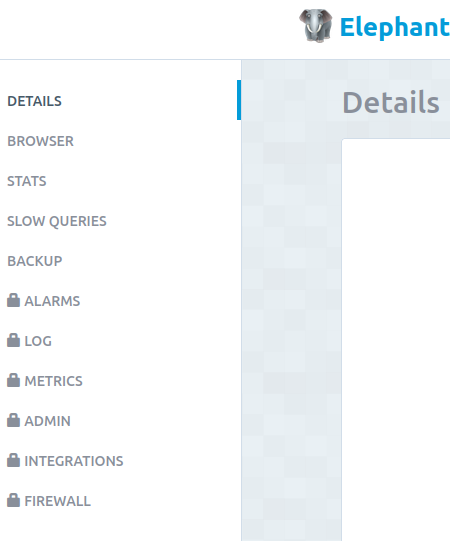 Elephant
DETAILS
Details
BROWSER
STATS
SLOW QUERIES
BACKUP
ALARMS
LOG
METRICS
ADMIN
INTEGRATIONS
FIREWALL